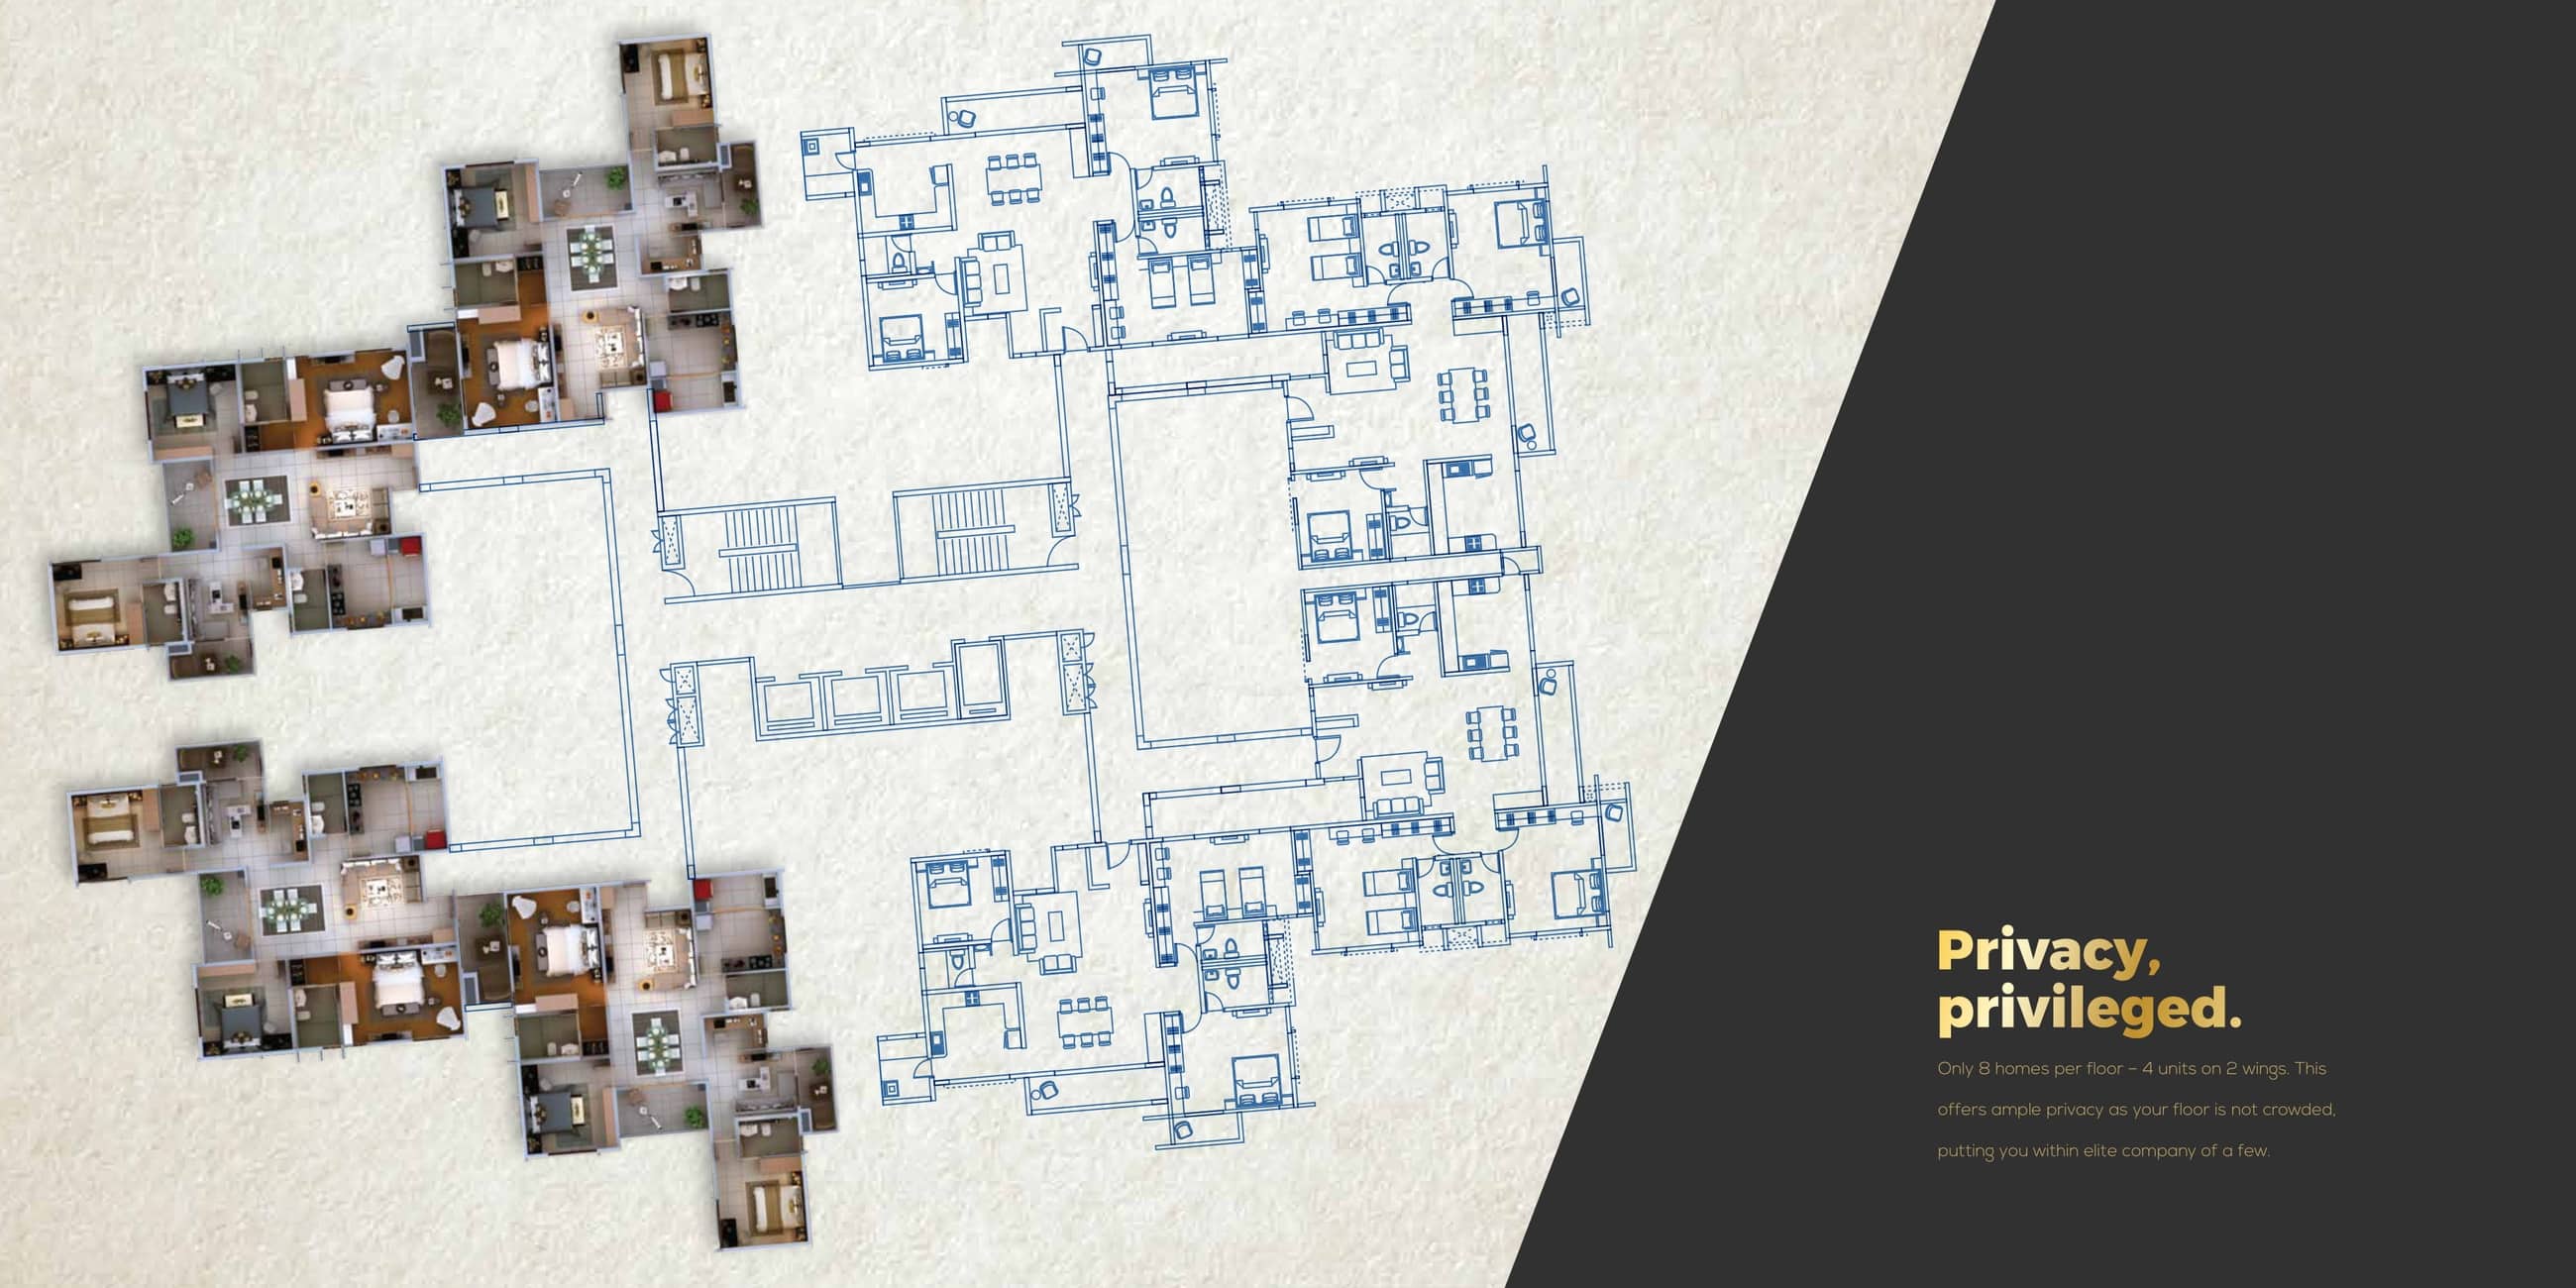 Privacy,
privileged.
Only 8 homes per floor – 4 units on 2 wings. This
offers ample privacy as your floor is not crowded,
putting you within elite company of a few.